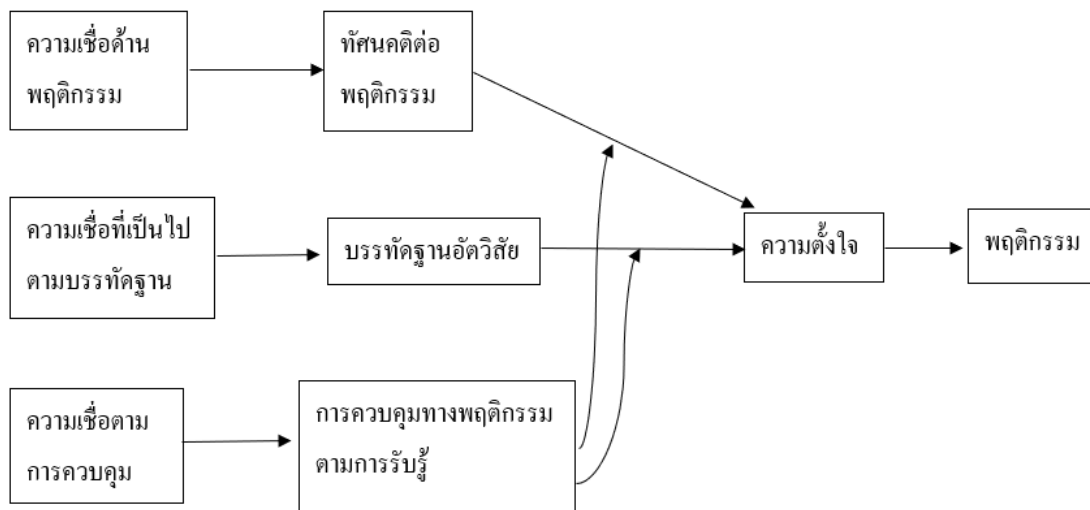 ความเชื่อด้าน
พฤติกรรม
ทัศนคติต่อ
พฤติกรรม
ความเชื่อที่เป็นไป
ตามบรรทัดฐาน
บรรทัดฐานอัตวิสัย
ความตั้งใจ
พฤติกรรม
ความเชื่อตาม
การควบคุม
การควบคุมทางพฤติกรรม
ตามการรับรู้